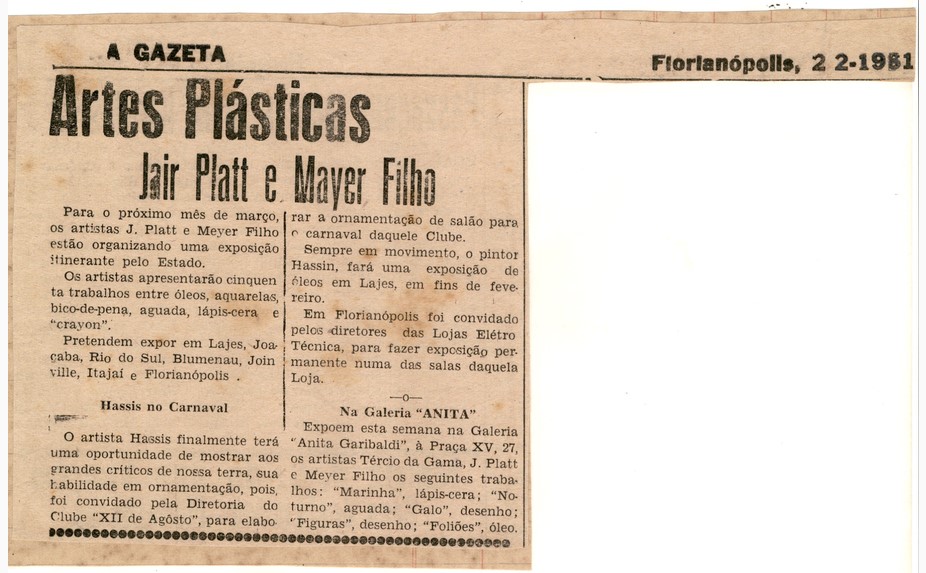 A GAZETA
Florianópolis, 2 2-1961
Artes Plásticas
Jair Platt e Mayer Filho
Para o próximo mês de março,
os artistas J. Platt e Meyer Filho
estão organizando uma exposição
itinerante pelo Estado.
Os artistas apresentarão cinquen
ta trabalhos entre óleos, aquarelas,
bico-de-pena, aguada, lápis-cera e
"crayon".
Pretendem expor em Lajes, Joa-
çaba, Rio do Sul, Blumenau, Join
ville, Itajaí e Florianópolis .
Hassis no Carnaval
O artista Hassis finalmente terá
uma oportunidade de mostrar aos
grandes críticos de nossa terra, sua
habilidade em ornamentação, pois,
foi convidado pela Diretoria do
Clube "XII de Agôsto", para elabo-
rar a ornamentação de salão para
o carnaval daquele Clube.
Sempre em movimento, o pintor
Hassin, fará uma exposição de
óleos em Lajes, em fins de feve-
reiro.
Em Florianópolis foi convidado
pelos diretores das Lojas Elétro
Técnica, para fazer exposição per-
manente numa das salas daquela
Loja.
—o—
Na Galeria "ANITA"
Expoem esta semana na Galeria
"Anita Garibaldi", à Praça XV, 27,
os artistas Tércio da Gama, J. Platt
e Meyer Filho os seguintes traba-
lhos: "Marinha", lápis-cera; "No-
turno", aguada; "Galo", desenho;
"Figuras", desenho; "Foliões", óleo.